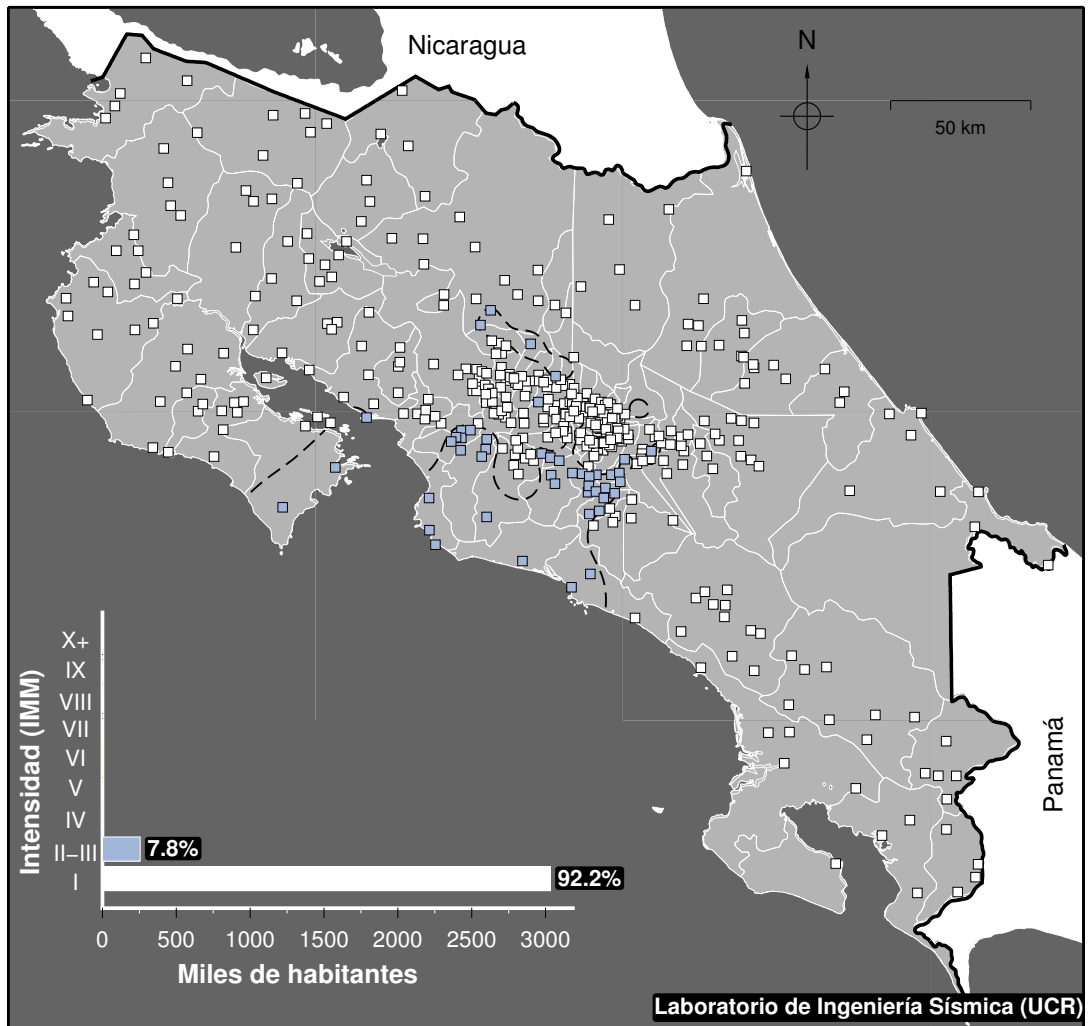 Nicaragua
N
50 km
Panamá
Intensidad (IMM)
X+
IX
VIII
VII
VI
V
IV
II–III
I
7.8%
92.2%
0 500 1000 1500 2000 2500 3000
Miles de habitantes
Laboratorio de Ingeniería Sísmica (UCR)